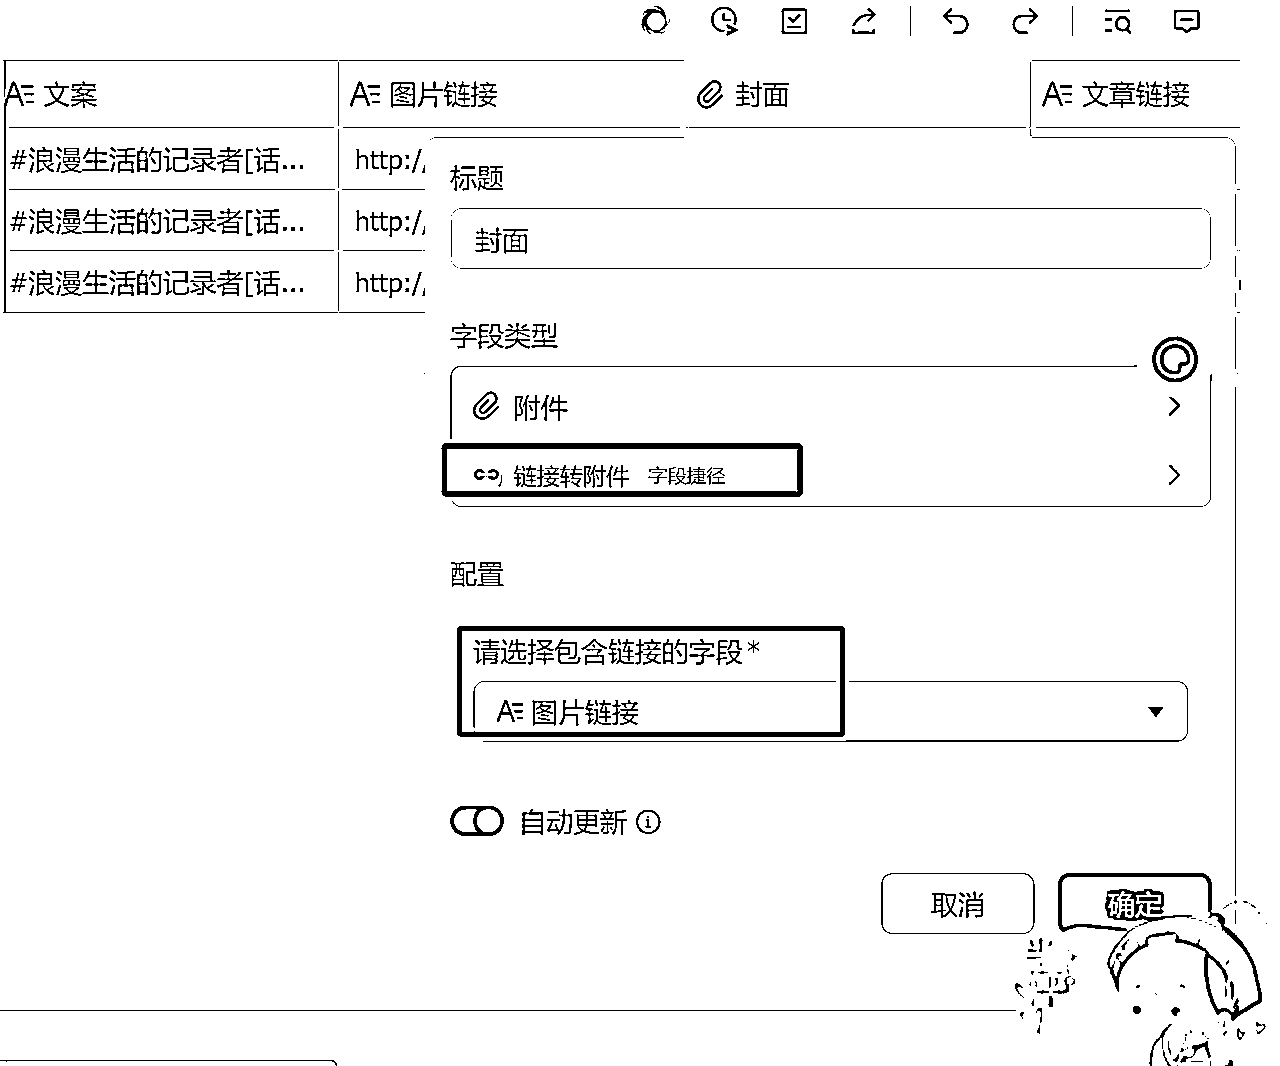 文案 图片链接 封面 文章链接
#浪漫生活的记录者[话... http:/
#浪漫生活的记录者[话... http:/
#浪漫生活的记录者[话... http://
标题
封面
字段类型
附件
链接转附件 字段捷径
配置
请选择包含链接的字段*
图片链接
自动更新
取消 确定